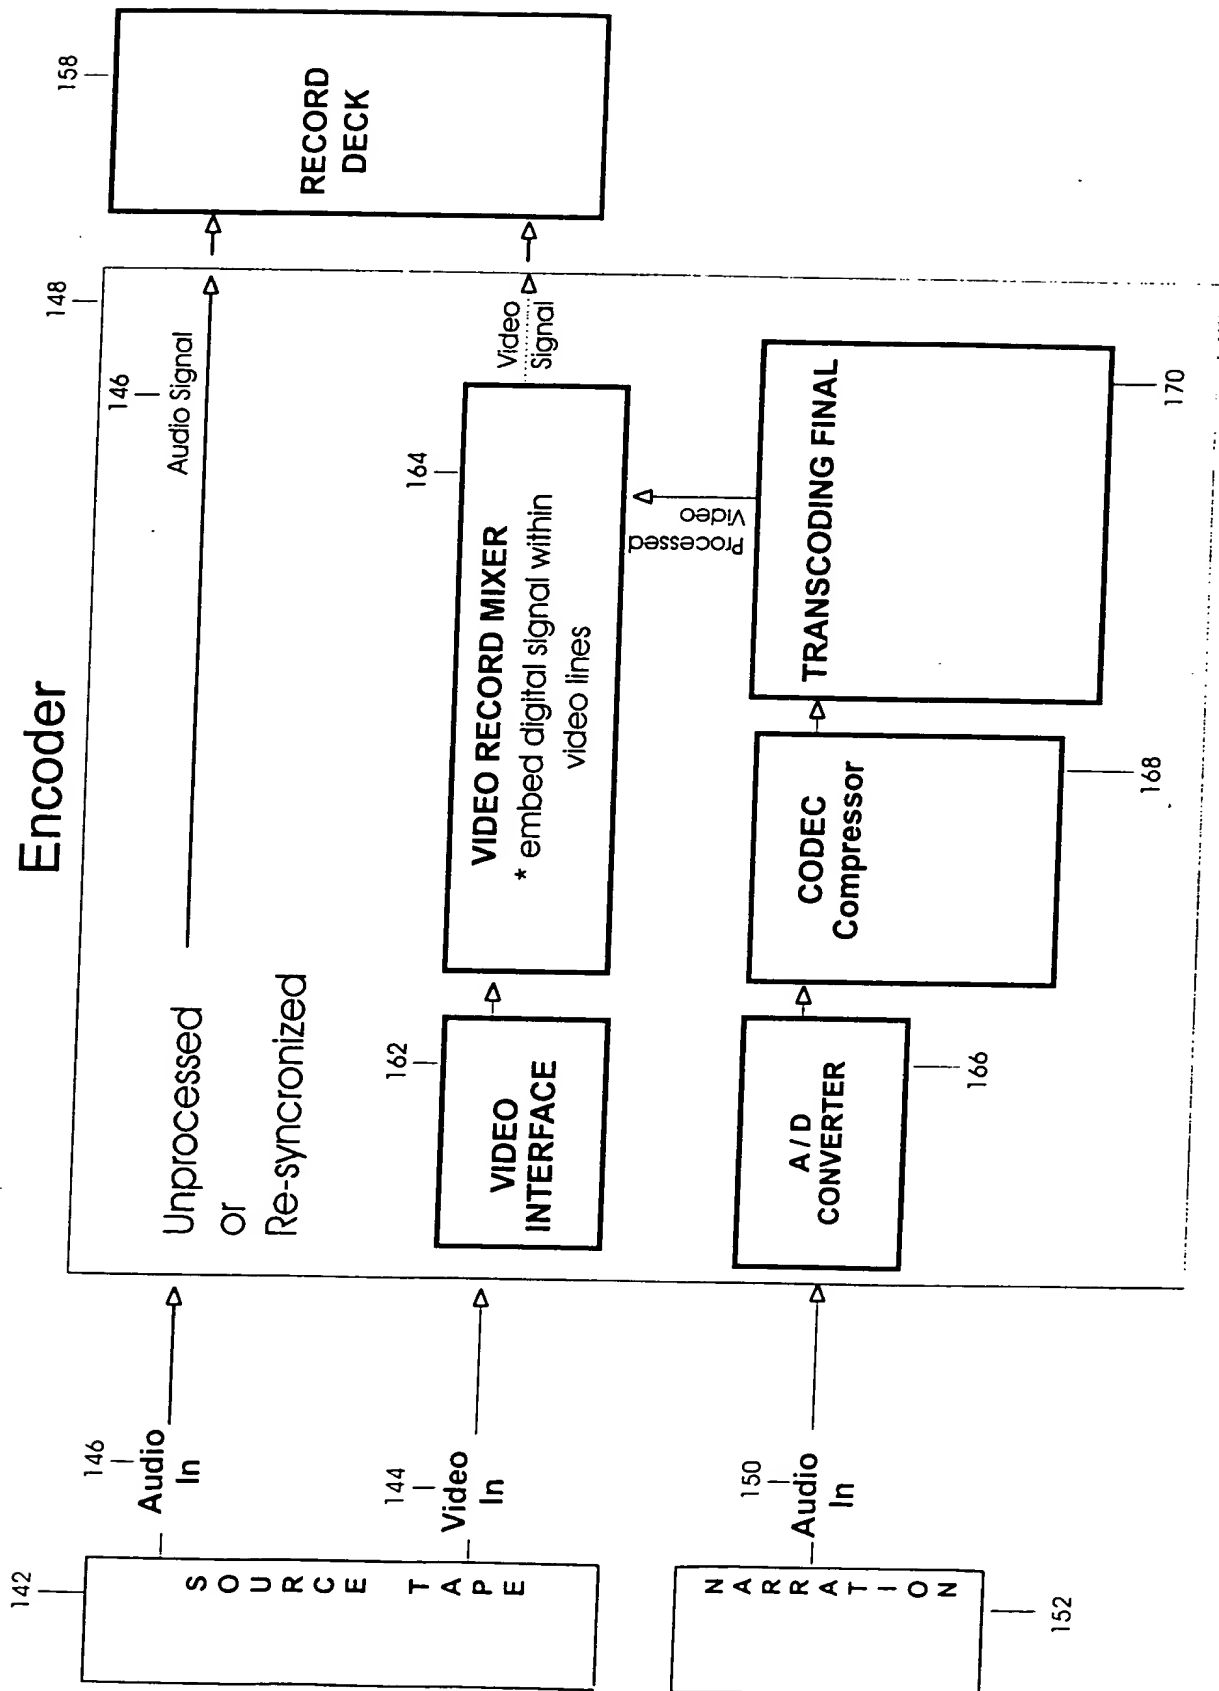 Encoder
142
SOURCE TAPE
146
Audio
In
144
Video
In
152
NARRATION
150
Audio
In
148
Unprocessed
or
Re-syncronized
146
Audio Signal
162
VIDEO
INTERFACE
164
VIDEO RECORD MIXER
* embed digital signal within
video lines
Video
Signal
166
A/D
CONVERTER
168
CODEC
Compressor
170
TRANSCODING FINAL
Processed
Video
158
RECORD
DECK